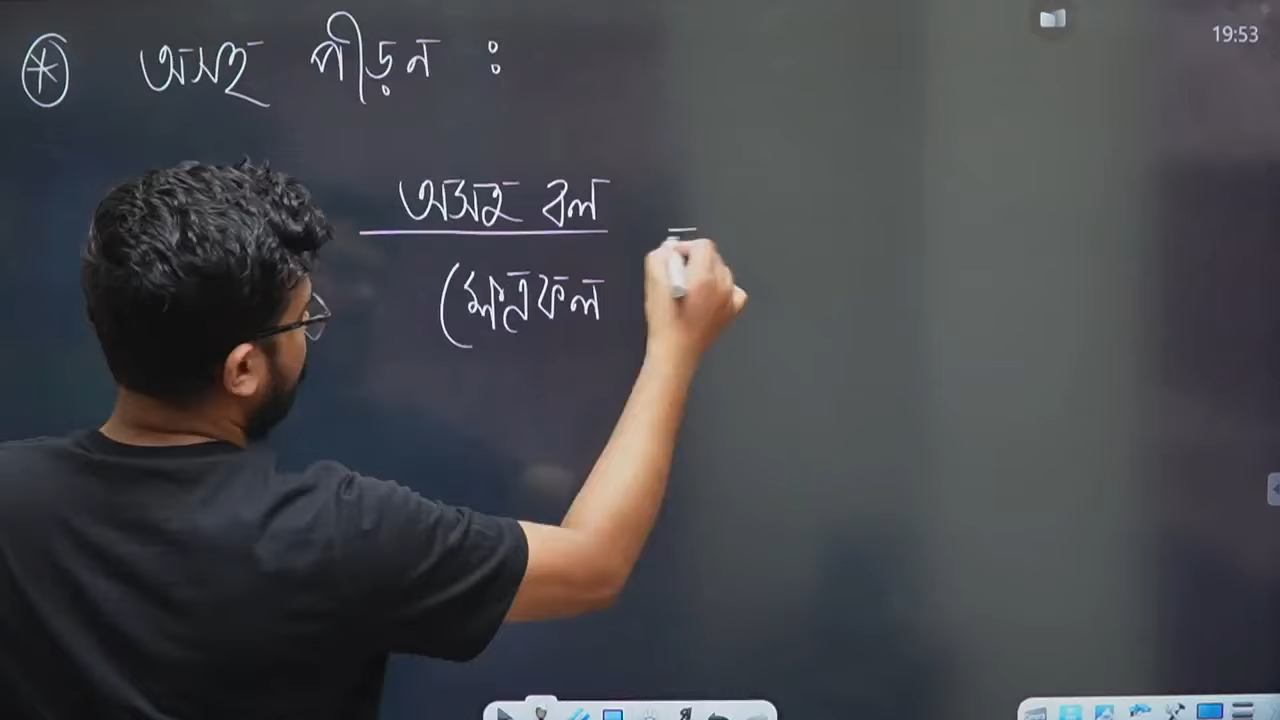 19:53
* অসহ পীড়ন :
অসহ বল
ক্ষেত্রফল
=